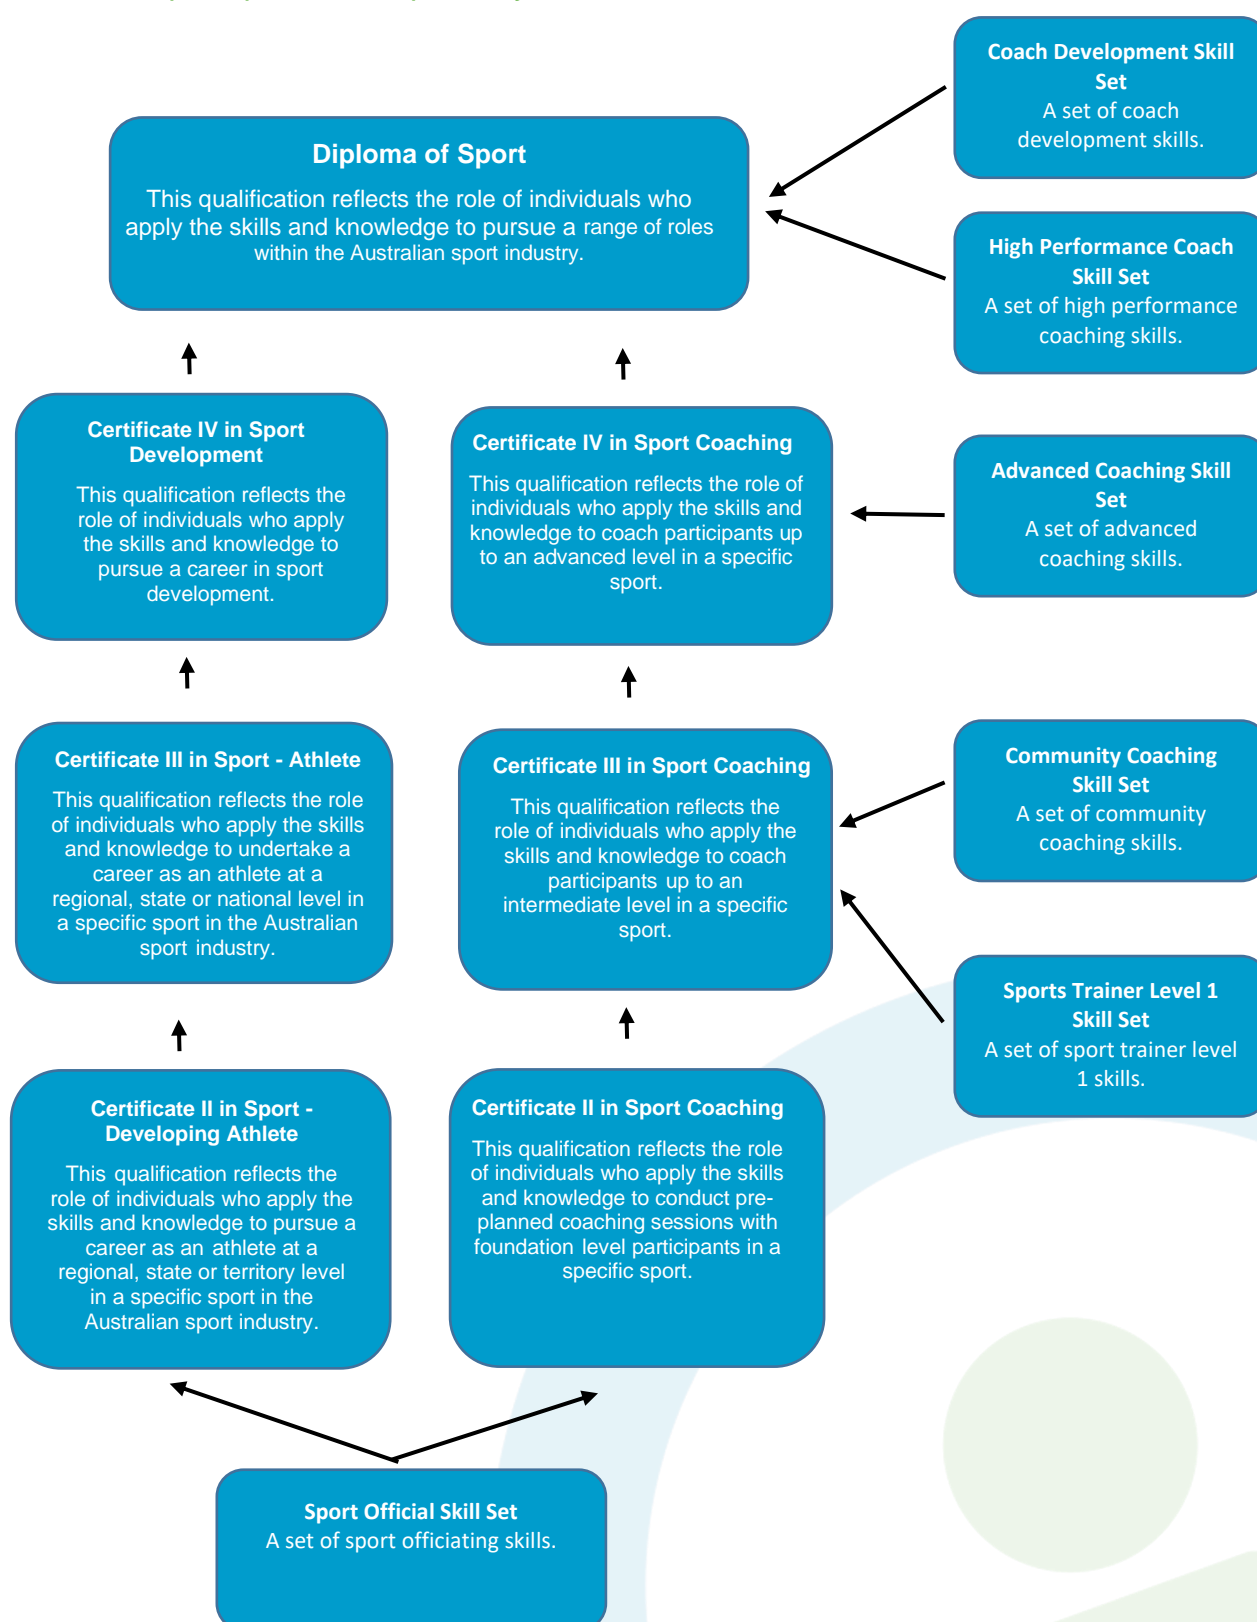 Coach Development Skill
Set
A set of coach
development skills.
Diploma of Sport
This qualification reflects the role of individuals who
apply the skills and knowledge to pursue a range of roles
within the Australian sport industry.
High Performance Coach
Skill Set
A set of high performance
coaching skills.
Certificate IV in Sport
Development
This qualification reflects the
role of individuals who apply
the skills and knowledge to
pursue a career in sport
development.
Certificate IV in Sport Coaching
This qualification reflects the role of
individuals who apply the skills and
knowledge to coach participants up
to an advanced level in a specific
sport.
Advanced Coaching Skill
Set
A set of advanced
coaching skills.
Certificate III in Sport - Athlete
This qualification reflects the role
of individuals who apply the skills
and knowledge to undertake a
career as an athlete at a
regional, state or national level in
a specific sport in the Australian
sport industry.
Certificate III in Sport Coaching
This qualification reflects the
role of individuals who apply the
skills and knowledge to coach
participants up to an
intermediate level in a specific
sport.
Community Coaching
Skill Set
A set of community
coaching skills.
Sports Trainer Level 1
Skill Set
A set of sport trainer level
1 skills.
Certificate II in Sport -
Developing Athlete
This qualification reflects the
role of individuals who apply the
skills and knowledge to pursue a
career as an athlete at a
regional, state or territory level
in a specific sport in the
Australian sport industry.
Certificate II in Sport Coaching
This qualification reflects the role
of individuals who apply the skills
and knowledge to conduct pre-
planned coaching sessions with
foundation level participants in a
specific sport.
Sport Official Skill Set
A set of sport officiating skills.